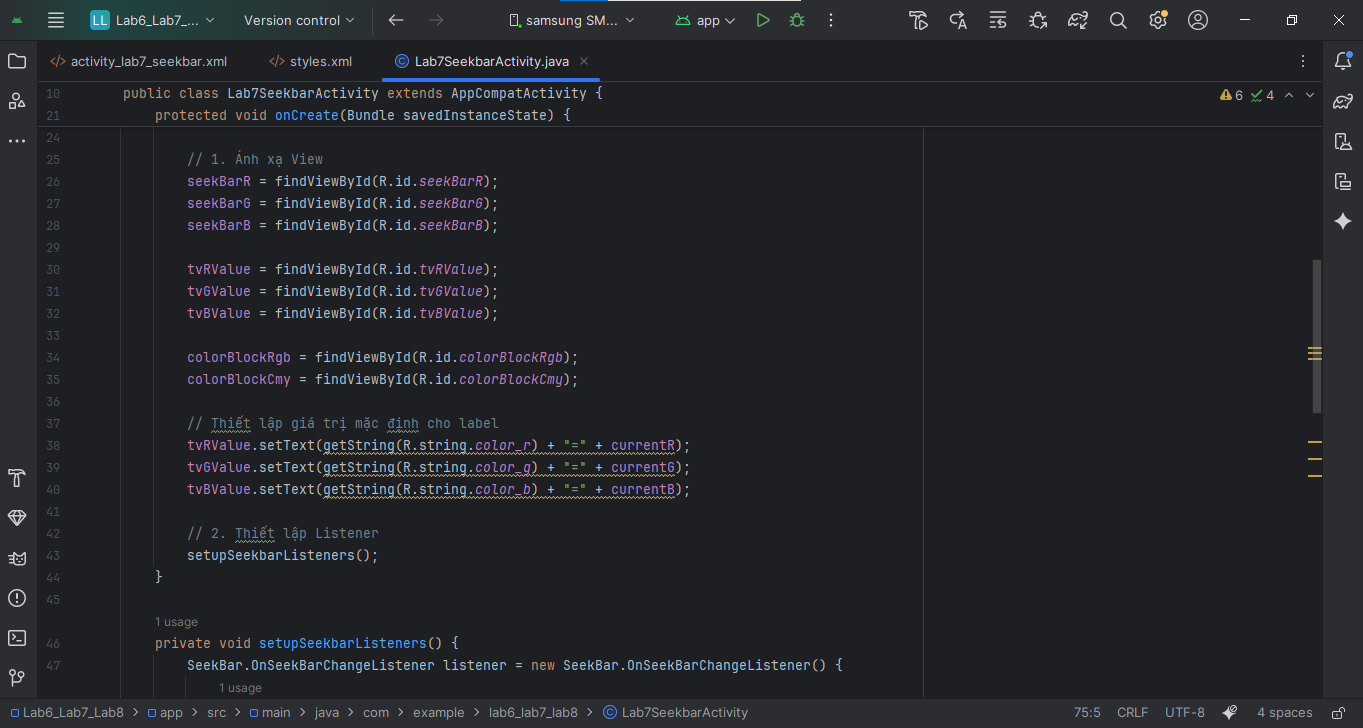 LL Lab6_Lab7_... Version control samsung SM... app
activity_lab7_seekbar.xml styles.xml Lab7SeekbarActivity.java
10 public class Lab7SeekbarActivity extends AppCompatActivity { 6 4
21 protected void onCreate(Bundle savedInstanceState) {
24
25 // 1. Ánh xạ View
26 seekBarR = findViewById(R.id.seekBarR);
27 seekBarG = findViewById(R.id.seekBarG);
28 seekBarB = findViewById(R.id.seekBarB);
29
30 tvRValue = findViewById(R.id.tvRValue);
31 tvGValue = findViewById(R.id.tvGValue);
32 tvBValue = findViewById(R.id.tvBValue);
33
34 colorBlockRgb = findViewById(R.id.colorBlockRgb);
35 colorBlockCmy = findViewById(R.id.colorBlockCmy);
36
37 // Thiết lập giá trị mặc định cho label
38 tvRValue.setText(getString(R.string.color_r) + "=" + currentR);
39 tvGValue.setText(getString(R.string.color_g) + "=" + currentG);
40 tvBValue.setText(getString(R.string.color_b) + "=" + currentB);
41
42 // 2. Thiết lập Listener
43 setupSeekbarListeners();
44 }
45
1 usage
46 private void setupSeekbarListeners() {
47 SeekBar.OnSeekBarChangeListener listener = new SeekBar.OnSeekBarChangeListener() {
1 usage
Lab6_Lab7_Lab8 > app > src > main > java > com > example > lab6_lab7_lab8 > Lab7SeekbarActivity 75:5 CRLF UTF-8 4 spaces